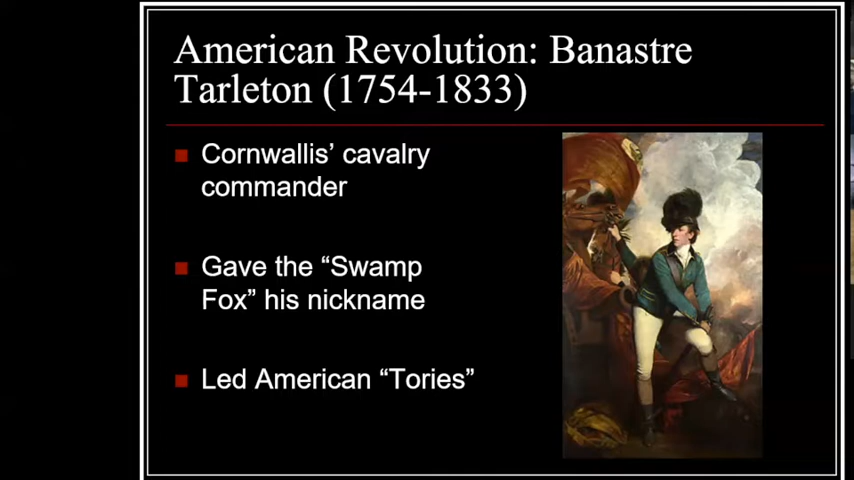 American Revolution: Banastre
Tarleton (1754-1833)
Cornwallis’ cavalry
commander
Gave the “Swamp
Fox” his nickname
Led American “Tories”